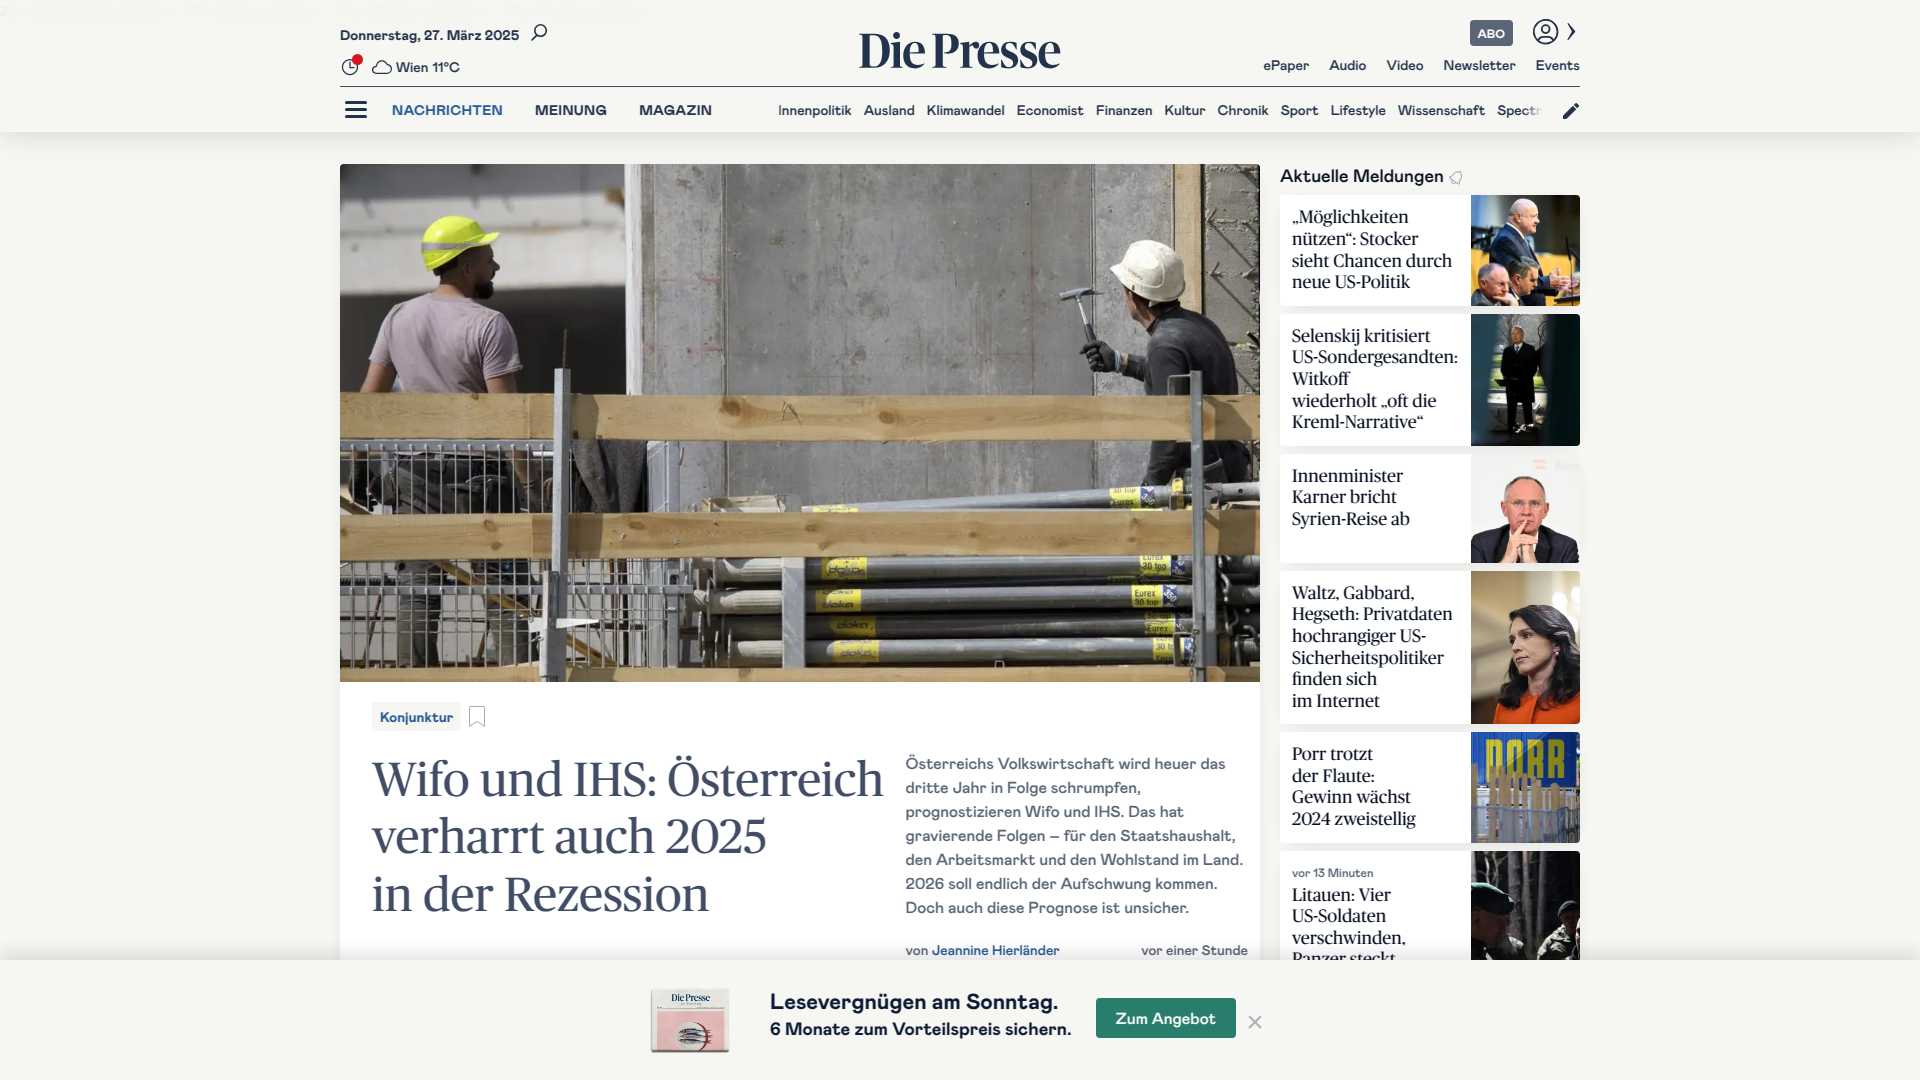 Donnerstag, 27. März 2025
Wien 11°C
Die Presse
ABO
ePaper Audio Video Newsletter Events
NACHRICHTEN MEINUNG MAGAZIN
Innenpolitik Ausland Klimawandel Economist Finanzen Kultur Chronik Sport Lifestyle Wissenschaft
Konjunktur
Wifo und IHS: Österreich
verharrt auch 2025
in der Rezession
Österreichs Volkswirtschaft wird heuer das
dritte Jahr in Folge schrumpfen,
prognostizieren Wifo und IHS. Das hat
gravierende Folgen – für den Staatshaushalt,
den Arbeitsmarkt und den Wohlstand im Land.
2026 soll endlich der Aufschwung kommen.
Doch auch diese Prognose ist unsicher.
von Jeannine Hierländer
vor einer Stunde
Aktuelle Meldungen
„Möglichkeiten
nützen“: Stocker
sieht Chancen durch
neue US-Politik
Selenskij kritisiert
US-Sondergesandten:
Witkoff
wiederholt „oft die
Kreml-Narrative“
Innenminister
Karner bricht
Syrien-Reise ab
Waltz, Gabbard,
Hegseth: Privatdaten
hochrangiger US-
Sicherheitspolitiker
finden sich
im Internet
Porr trotzt
der Flaute:
Gewinn wächst
2024 zweistellig
PORR
vor 13 Minuten
Litauen: Vier
US-Soldaten
verschwinden,
Panzer steckt
Die Presse
Lesevergnügen am Sonntag.
6 Monate zum Vorteilspreis sichern.
Zum Angebot